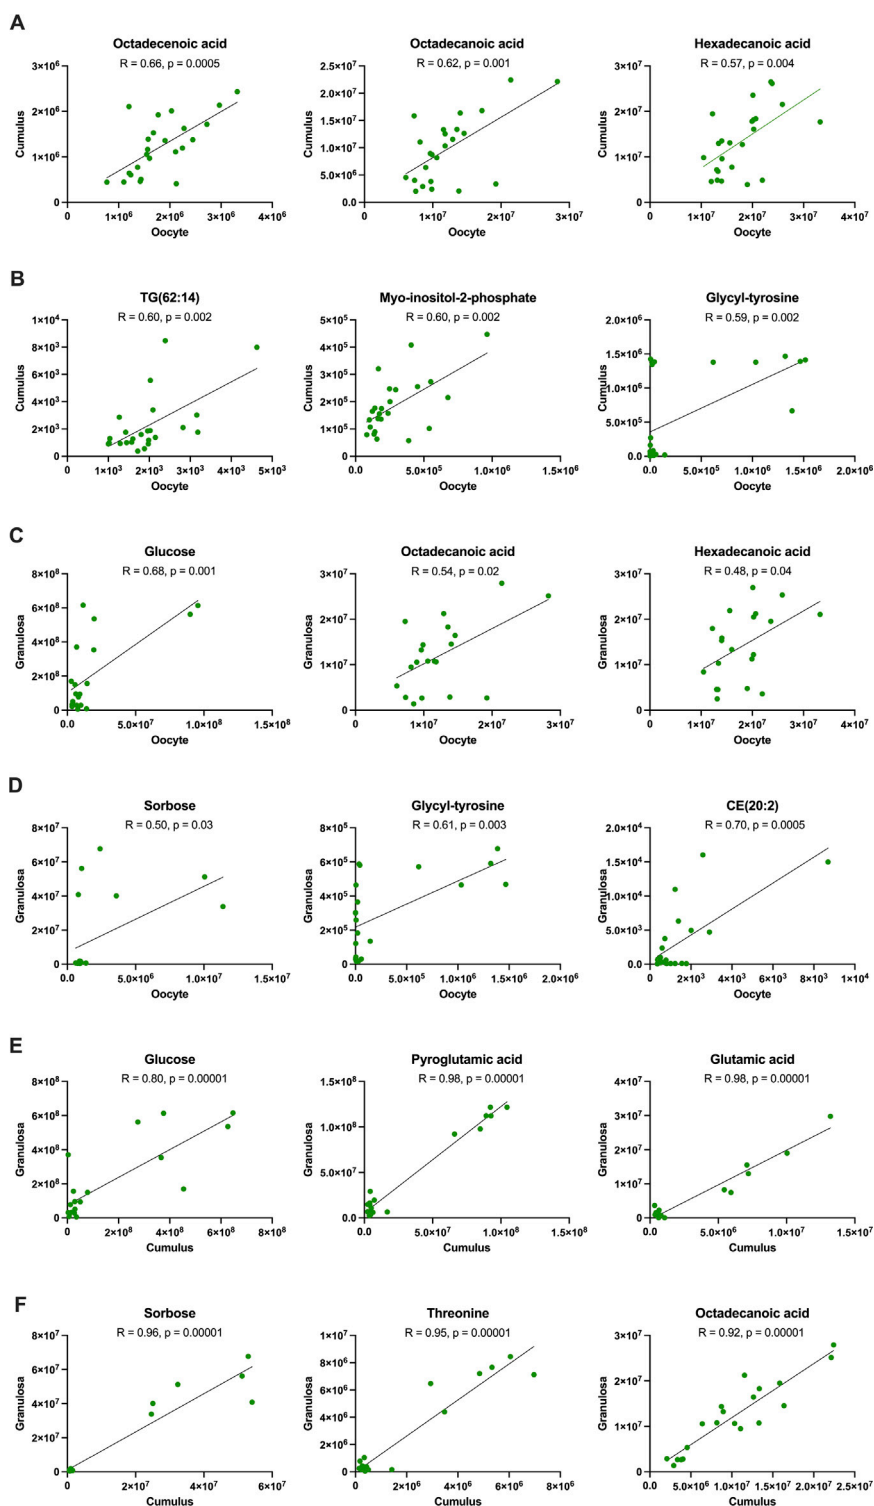 A
Octadecenoic acid
R = 0.66, p = 0.0005
3×10⁶
2×10⁶
1×10⁶
0
Cumulus
0
1×10⁶
2×10⁶
3×10⁶
4×10⁶
Oocyte
Octadecanoic acid
R = 0.62, p = 0.001
2.5×10⁷
2.0×10⁷
1.5×10⁷
1.0×10⁷
5.0×10⁶
0.0
Cumulus
0
1×10⁷
2×10⁷
3×10⁷
Oocyte
Hexadecanoic acid
R = 0.57, p = 0.004
3×10⁷
2×10⁷
1×10⁷
0
Cumulus
0
1×10⁷
2×10⁷
3×10⁷
4×10⁷
Oocyte
B
TG(62:14)
R = 0.60, p = 0.002
1×10⁴
8×10³
6×10³
4×10³
2×10³
0
Cumulus
0
1×10³
2×10³
3×10³
4×10³
5×10³
Oocyte
Myo-inositol-2-phosphate
R = 0.60, p = 0.002
5×10⁵
4×10⁵
3×10⁵
2×10⁵
1×10⁵
0
Cumulus
0.0
5.0×10⁵
1.0×10⁶
1.5×10⁶
Oocyte
Glycyl-tyrosine
R = 0.59, p = 0.002
2.0×10⁶
1.5×10⁶
1.0×10⁶
5.0×10⁵
0.0
Cumulus
0.0
5.0×10⁵
1.0×10⁶
1.5×10⁶
2.0×10⁶
Oocyte
C
Glucose
R = 0.68, p = 0.001
8×10⁸
6×10⁸
4×10⁸
2×10⁸
0
Granulosa
0.0
5.0×10⁷
1.0×10⁸
1.5×10⁸
Oocyte
Octadecanoic acid
R = 0.54, p = 0.02
3×10⁷
2×10⁷
1×10⁷
0
Granulosa
0
1×10⁷
2×10⁷
3×10⁷
Oocyte
Hexadecanoic acid
R = 0.48, p = 0.04
3×10⁷
2×10⁷
1×10⁷
0
Granulosa
0
1×10⁷
2×10⁷
3×10⁷
4×10⁷
Oocyte
D
Sorbose
R = 0.50, p = 0.03
8×10⁷
6×10⁷
4×10⁷
2×10⁷
0
Granulosa
0.0
5.0×10⁶
1.0×10⁷
1.5×10⁷
Oocyte
Glycyl-tyrosine
R = 0.61, p = 0.003
8×10⁵
6×10⁵
4×10⁵
2×10⁵
0
Granulosa
0.0
5.0×10⁵
1.0×10⁶
1.5×10⁶
2.0×10⁶
Oocyte
CE(20:2)
R = 0.70, p = 0.0005
2.0×10⁴
1.5×10⁴
1.0×10⁴
5.0×10³
0.0
Granulosa
0
2×10³
4×10³
6×10³
8×10³
1×10⁴
Oocyte
E
Glucose
R = 0.80, p = 0.00001
8×10⁸
6×10⁸
4×10⁸
2×10⁸
0
Granulosa
0
2×10⁸
4×10⁸
6×10⁸
8×10⁸
Cumulus
Pyroglutamic acid
R = 0.98, p = 0.00001
1.5×10⁸
1.0×10⁸
5.0×10⁷
0.0
Granulosa
0.0
5.0×10⁷
1.0×10⁸
1.5×10⁸
Cumulus
Glutamic acid
R = 0.98, p = 0.00001
4×10⁷
3×10⁷
2×10⁷
1×10⁷
0
Granulosa
0.0
5.0×10⁶
1.0×10⁷
1.5×10⁷
Cumulus
F
Sorbose
R = 0.96, p = 0.00001
8×10⁷
6×10⁷
4×10⁷
2×10⁷
0
Granulosa
0
2×10⁷
4×10⁷
6×10⁷
Cumulus
Threonine
R = 0.95, p = 0.00001
1×10⁷
8×10⁶
6×10⁶
4×10⁶
2×10⁶
0
Granulosa
0
2×10⁶
4×10⁶
6×10⁶
8×10⁶
Cumulus
Octadecanoic acid
R = 0.92, p = 0.00001
3×10⁷
2×10⁷
1×10⁷
0
Granulosa
0.0
5.0×10⁶
1.0×10⁷
1.5×10⁷
2.0×10⁷
2.5×10⁷
Cumulus